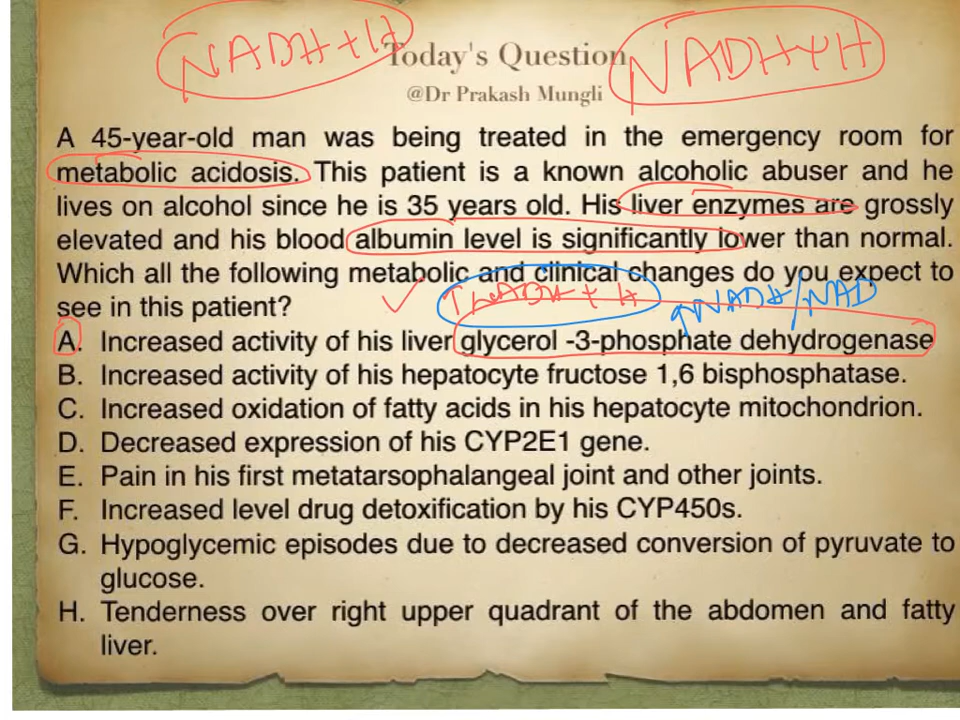 NADH+H
NADH+H
Today's Question
@Dr Prakash Mungli
A 45-year-old man was being treated in the emergency room for
metabolic acidosis. This patient is a known alcoholic abuser and he
lives on alcohol since he is 35 years old. His liver enzymes are grossly
elevated and his blood albumin level is significantly lower than normal.
Which all the following metabolic and clinical changes do you expect to
see in this patient?
↑NADH+H
↑NADH/NAD
A. Increased activity of his liver glycerol -3-phosphate dehydrogenase
B. Increased activity of his hepatocyte fructose 1,6 bisphosphatase.
C. Increased oxidation of fatty acids in his hepatocyte mitochondrion.
D. Decreased expression of his CYP2E1 gene.
E. Pain in his first metatarsophalangeal joint and other joints.
F. Increased level drug detoxification by his CYP450s.
G. Hypoglycemic episodes due to decreased conversion of pyruvate to
glucose.
H. Tenderness over right upper quadrant of the abdomen and fatty
liver.